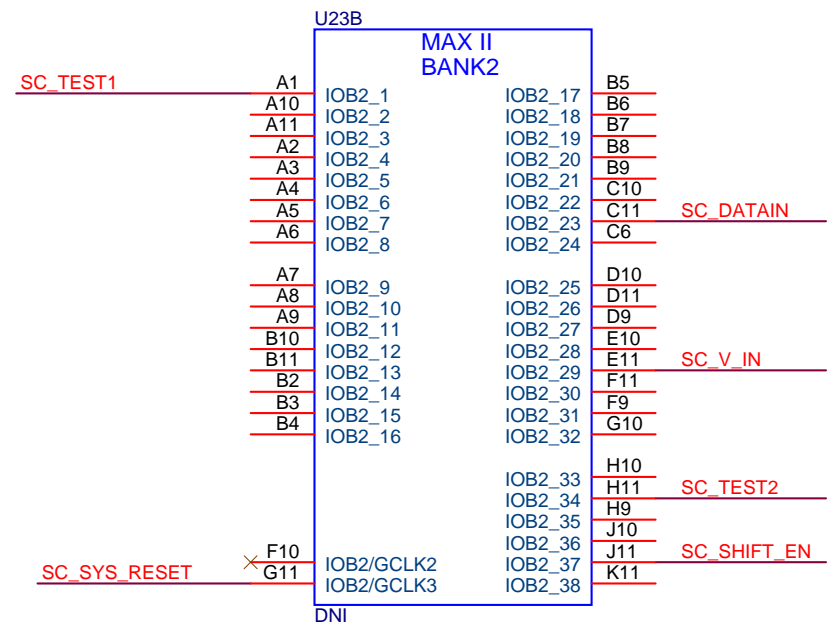 U23B
MAX II
BANK2
SC_TEST1
A1 IOB2_1
A10 IOB2_2
A11 IOB2_3
A2 IOB2_4
A3 IOB2_5
A4 IOB2_6
A5 IOB2_7
A6 IOB2_8
A7 IOB2_9
A8 IOB2_10
A9 IOB2_11
B10 IOB2_12
B11 IOB2_13
B2 IOB2_14
B3 IOB2_15
B4 IOB2_16
F10 IOB2/GCLK2
SC_SYS_RESET
G11 IOB2/GCLK3
IOB2_17 B5
IOB2_18 B6
IOB2_19 B7
IOB2_20 B8
IOB2_21 B9
IOB2_22 C10
IOB2_23 C11 SC_DATAIN
IOB2_24 C6
IOB2_25 D10
IOB2_26 D11
IOB2_27 D9
IOB2_28 E10
IOB2_29 E11 SC_V_IN
IOB2_30 F11
IOB2_31 F9
IOB2_32 G10
IOB2_33 H10
IOB2_34 H11 SC_TEST2
IOB2_35 H9
IOB2_36 J10
IOB2_37 J11 SC_SHIFT_EN
IOB2_38 K11
DNI